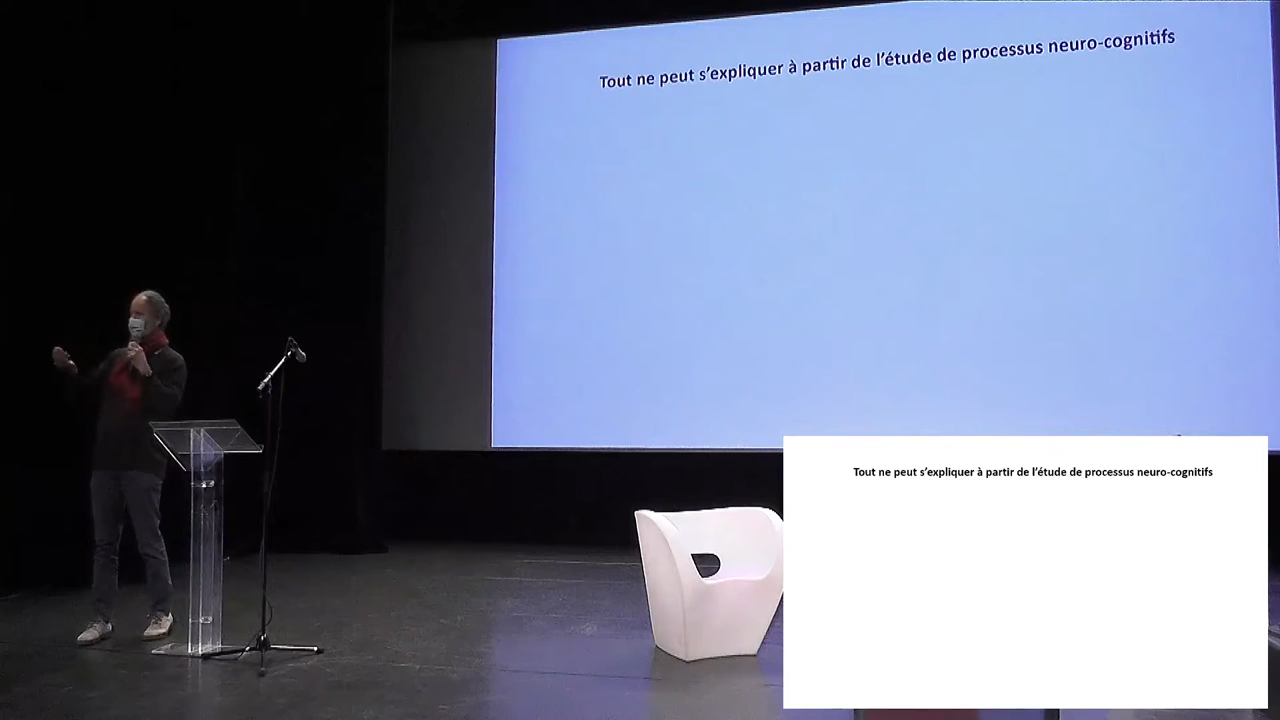 Tout ne peut s'expliquer à partir de l'étude de processus neuro-cognitifs
Tout ne peut s'expliquer à partir de l'étude de processus neuro-cognitifs